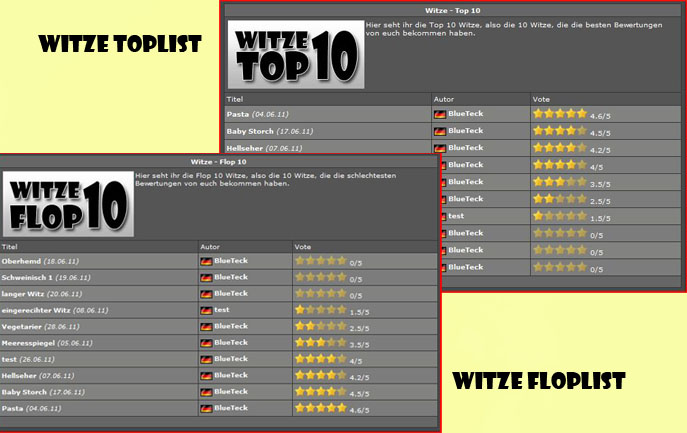 WITZE TOPLIST
Witze - Top 10
WITZE TOP 10
Hier seht ihr die Top 10 Witze, also die 10 Witze, die die besten Bewertungen
von euch bekommen haben.
Titel Autor Vote
Pasta (04.06.11) BlueTeck 4.6/5
Baby Storch (17.06.11) BlueTeck 4.5/5
Hellseher (07.06.11) BlueTeck 4.2/5
BlueTeck 4/5
BlueTeck 3.5/5
BlueTeck 2.5/5
test 1.5/5
BlueTeck 0/5
BlueTeck 0/5
BlueTeck 0/5
Witze - Flop 10
WITZE FLOP 10
Hier seht ihr die Flop 10 Witze, also die 10 Witze, die die schlechtesten
Bewertungen von euch bekommen haben.
Titel Autor Vote
Oberhemd (18.06.11) BlueTeck 0/5
Schweinisch 1 (19.06.11) BlueTeck 0/5
langer Witz (20.06.11) BlueTeck 0/5
eingerecihter Witz (08.06.11) test 1.5/5
Vegetarier (28.06.11) BlueTeck 2.5/5
Meeresspiegel (05.06.11) BlueTeck 3.5/5
test (26.06.11) BlueTeck 4/5
Hellseher (07.06.11) BlueTeck 4.2/5
Baby Storch (17.06.11) BlueTeck 4.5/5
Pasta (04.06.11) BlueTeck 4.6/5
WITZE FLOPLIST